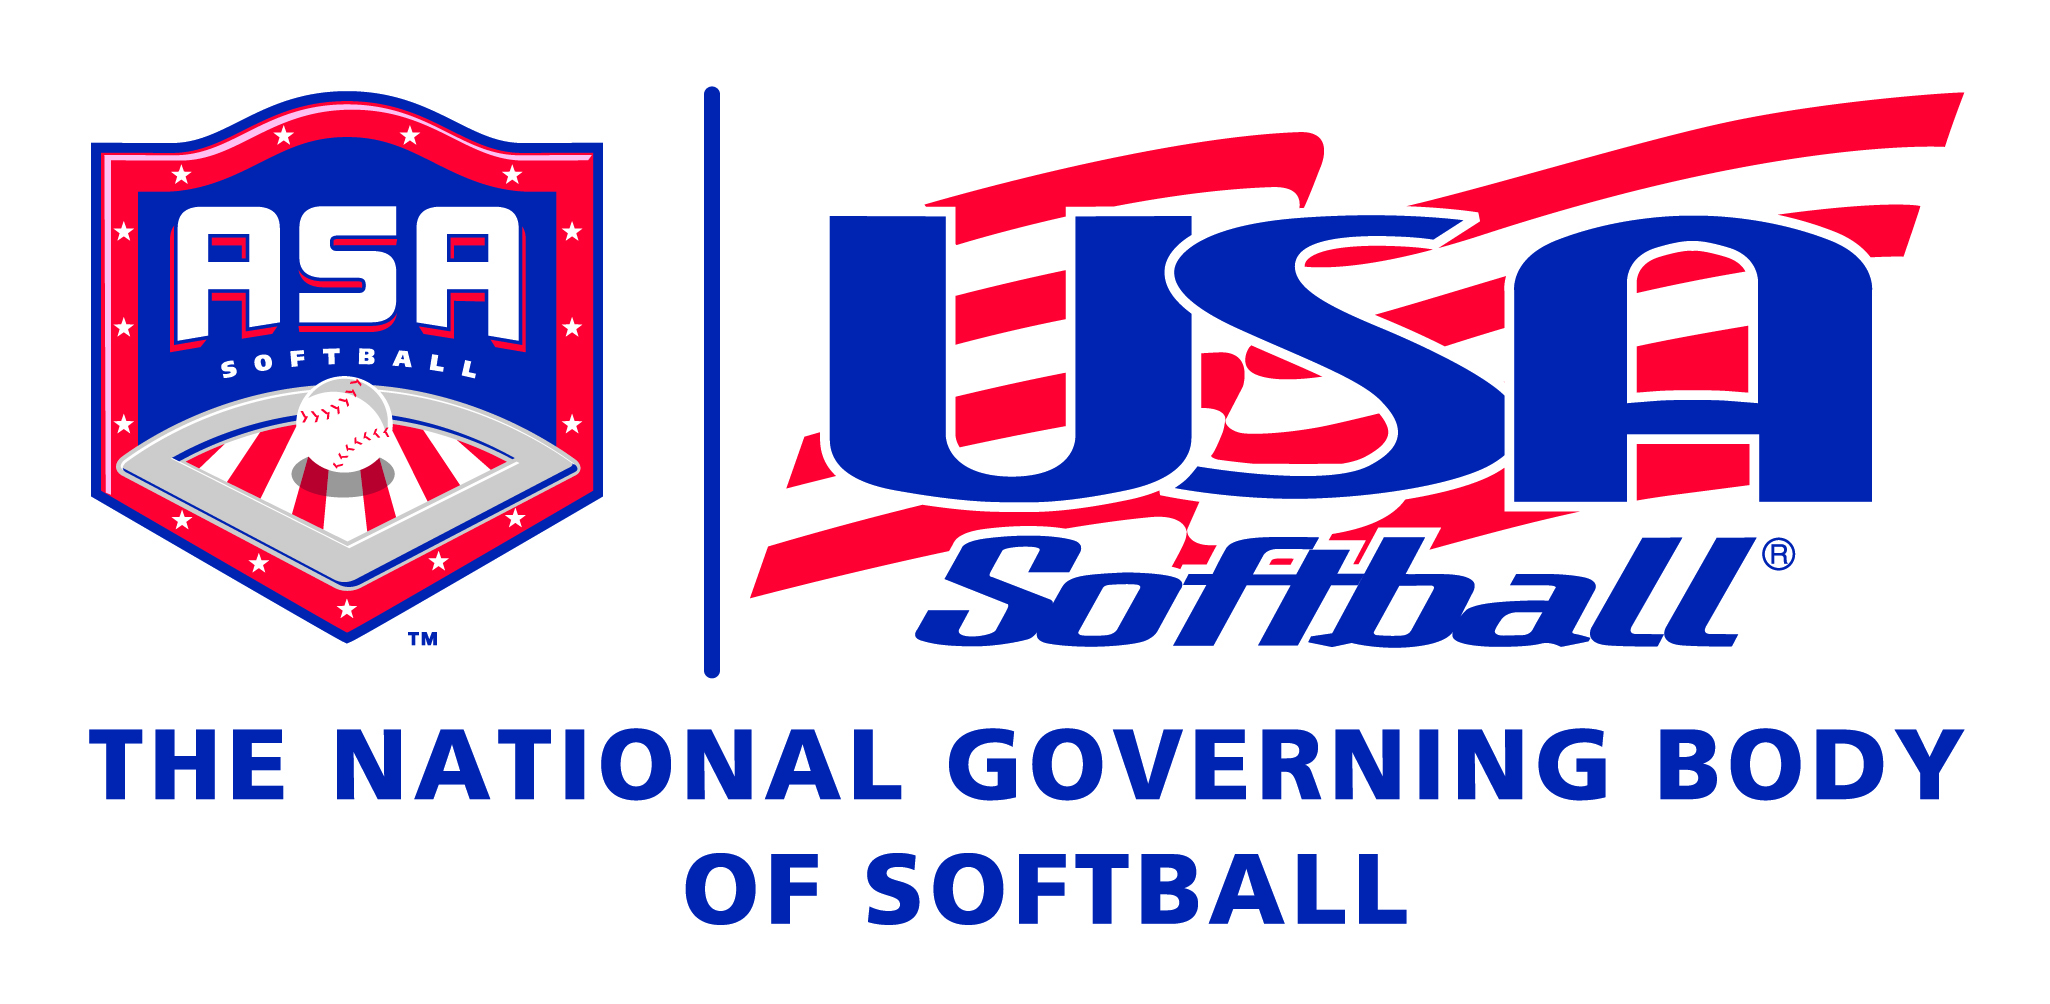 ASA
SOFTBALL
TM
USA
Softball®
THE NATIONAL GOVERNING BODY
OF SOFTBALL